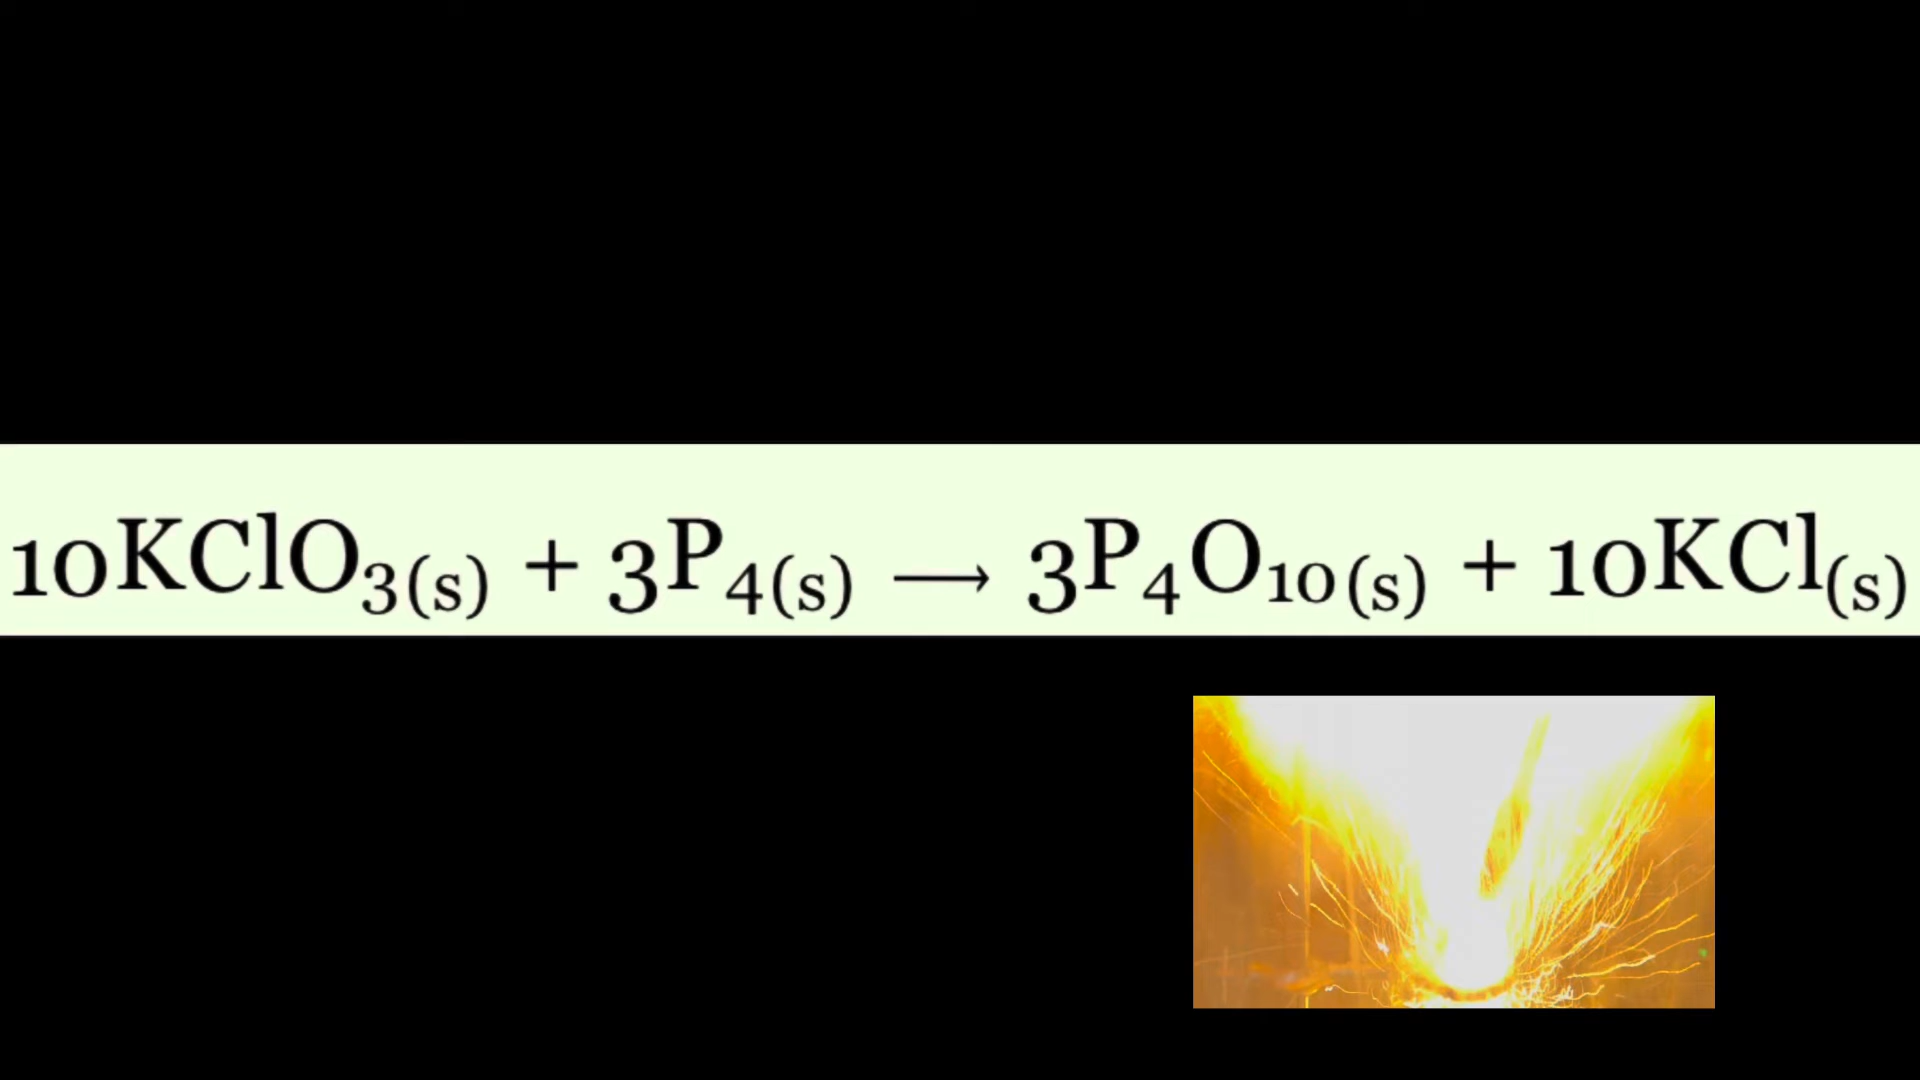 10KClO₃₍ₛ₎ + 3P₄₍ₛ₎ ⟶ 3P₄O₁₀₍ₛ₎ + 10KCl₍ₛ₎